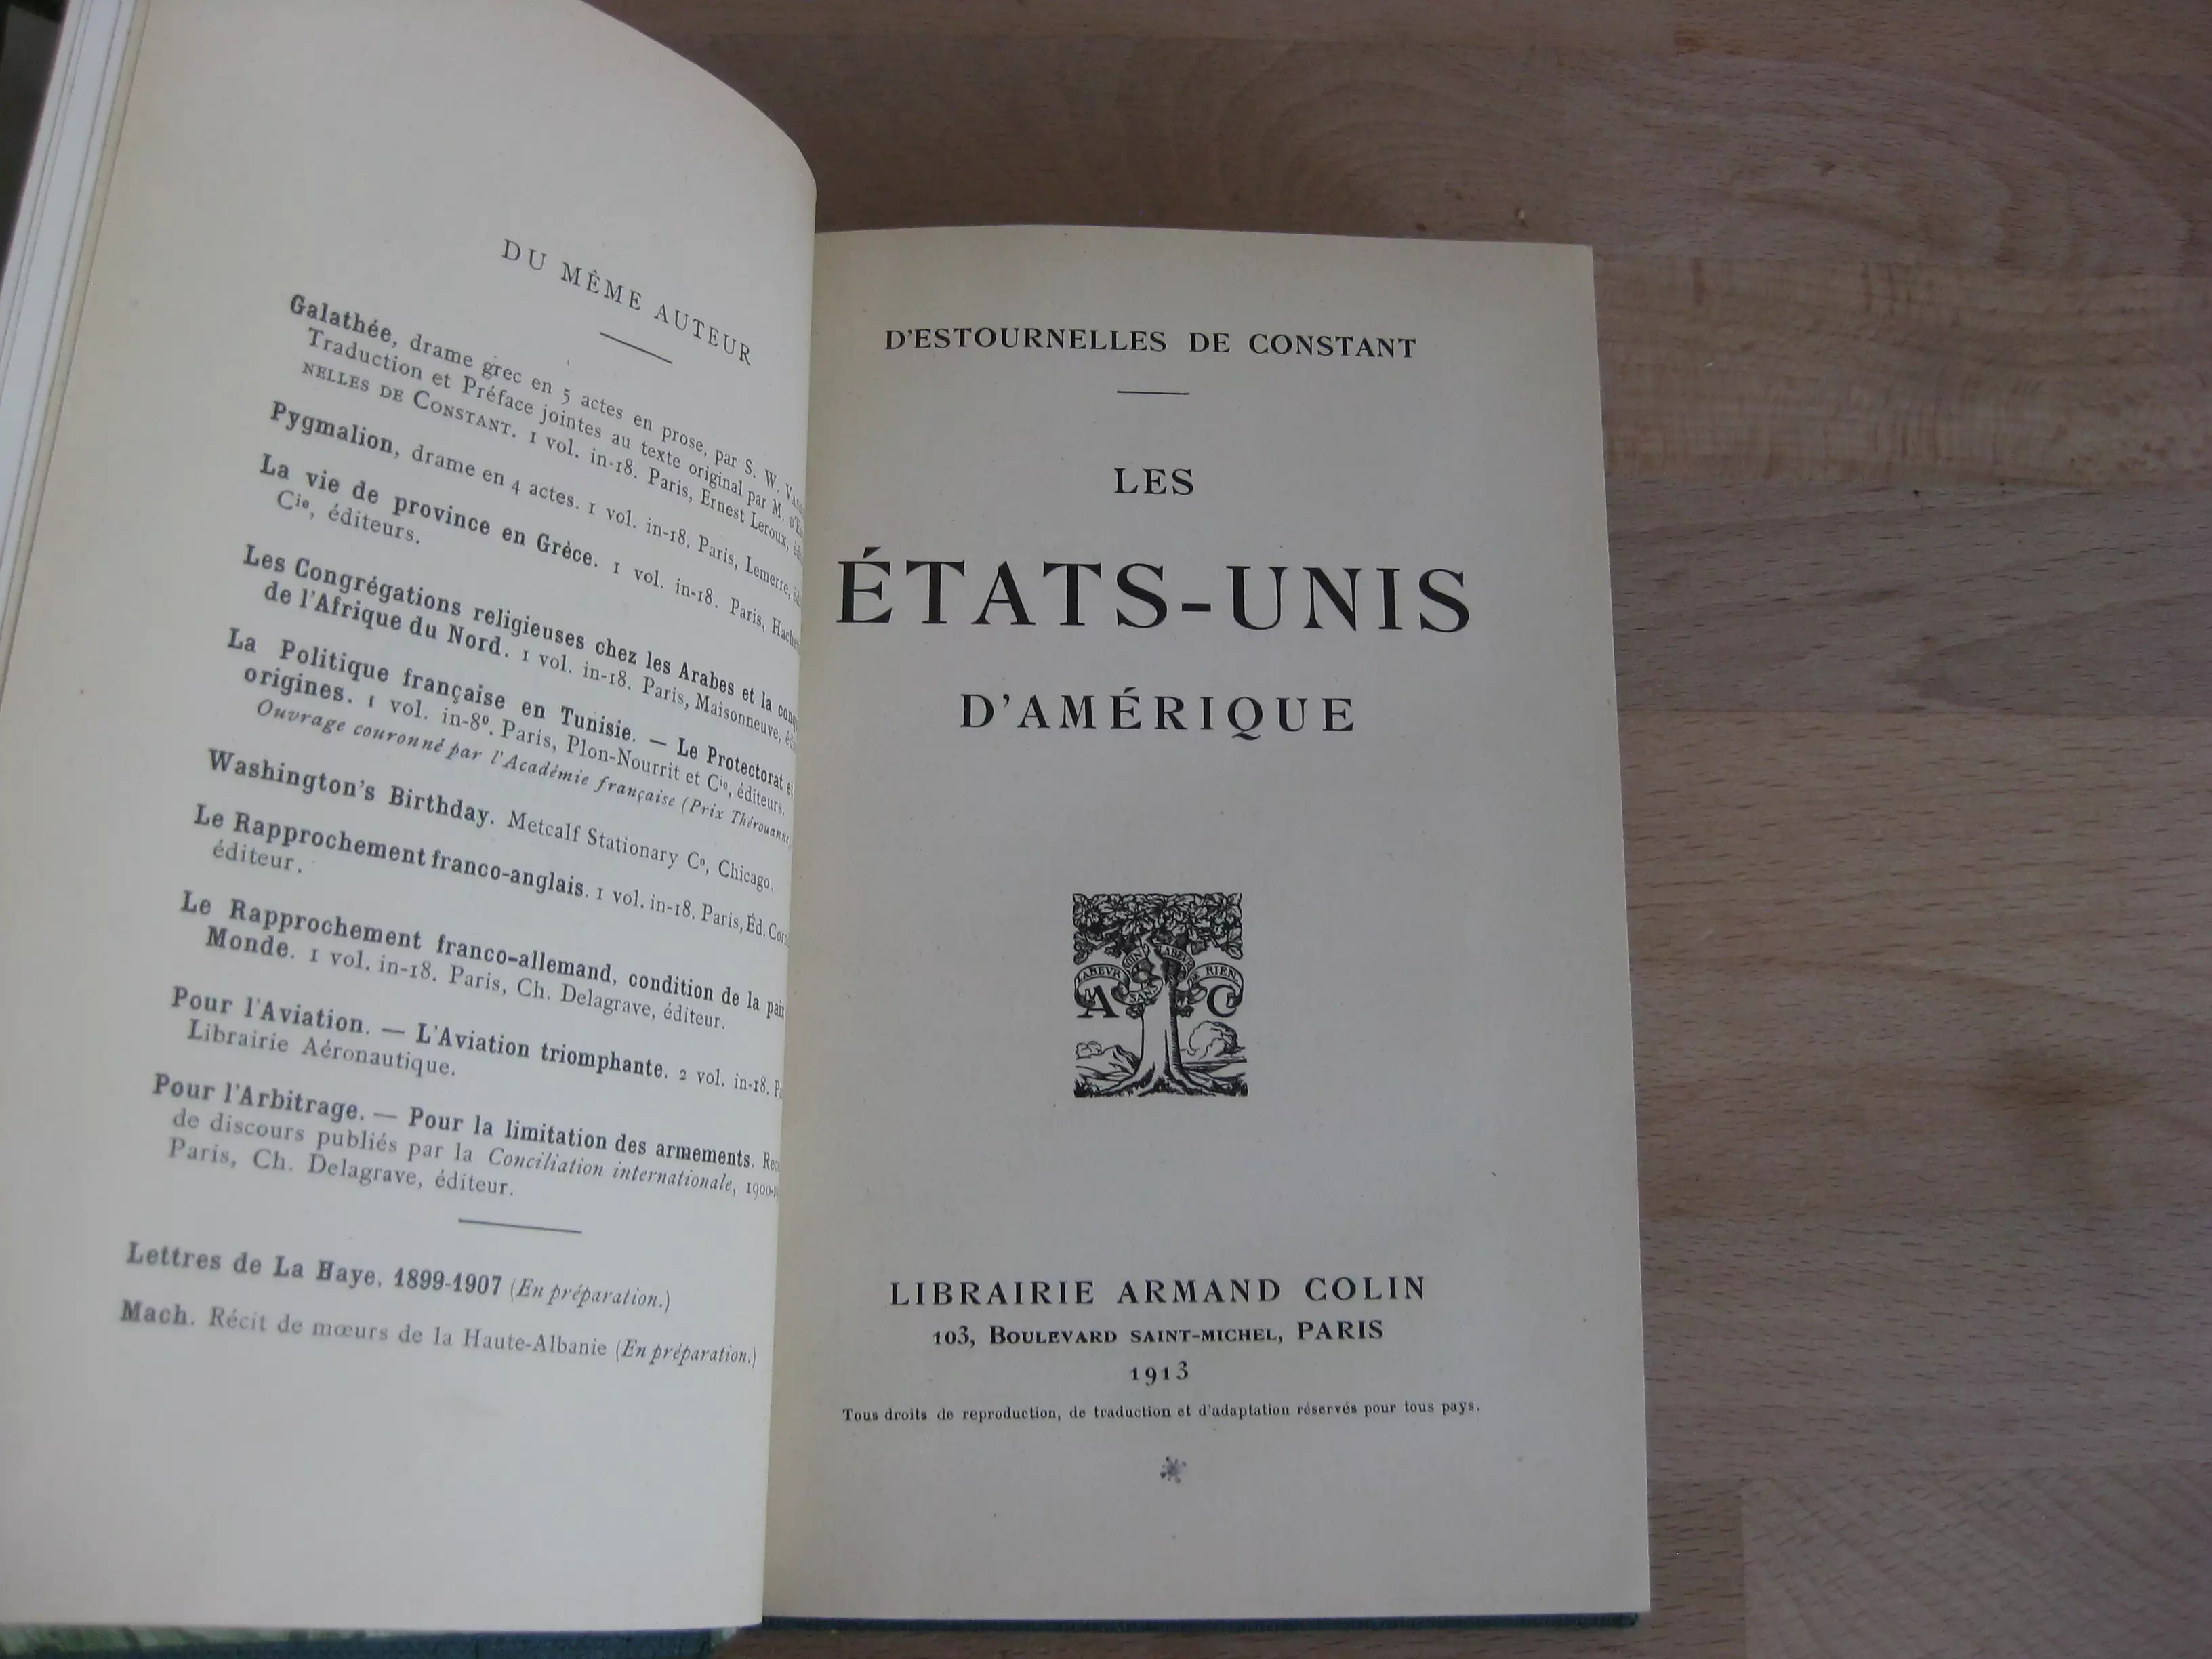 DU MÊME AUTEUR
Galathée, drame grec en 5 actes en prose, par S. W.
Traduction et Préface jointes au texte original par M.
NELLES DE CONSTANT. 1 vol. in-18. Paris, Ernest Leroux,
Pygmalion, drame en 4 actes. 1 vol. in-18. Paris, Lemerre,
La vie de province en Grèce. 1 vol. in-18. Paris,
Cie, éditeurs.
Les Congrégations religieuses chez les Arabes et la
de l'Afrique du Nord. 1 vol. in-18. Paris, Maisonneuve,
La Politique française en Tunisie. — Le Protectorat et
origines. 1 vol. in-8º. Paris, Plon-Nourrit et Cie, éditeurs.
Ouvrage couronné par l'Académie française (Prix
Washington's Birthday. Metcalf Stationary Cº, Chicago.
Le Rapprochement franco-anglais. 1 vol. in-18. Paris, Éd.
éditeur.
Le Rapprochement franco-allemand, condition de la
Monde. 1 vol. in-18. Paris, Ch. Delagrave, éditeur.
Pour l'Aviation. — L'Aviation triomphante. 2 vol. in-18.
Librairie Aéronautique.
Pour l'Arbitrage. — Pour la limitation des armements.
de discours publiés par la Conciliation internationale,
Paris, Ch. Delagrave, éditeur.
Lettres de La Haye, 1899-1907 (En préparation.)
Mach. Récit de mœurs de la Haute-Albanie (En préparation.)
D'ESTOURNELLES DE CONSTANT
LES
ÉTATS-UNIS
D'AMÉRIQUE
LABEVR SANS SOIN LABEVR DE RIEN
A C
LIBRAIRIE ARMAND COLIN
103, BOULEVARD SAINT-MICHEL, PARIS
1913
Tous droits de reproduction, de traduction et d'adaptation réservés pour tous pays.